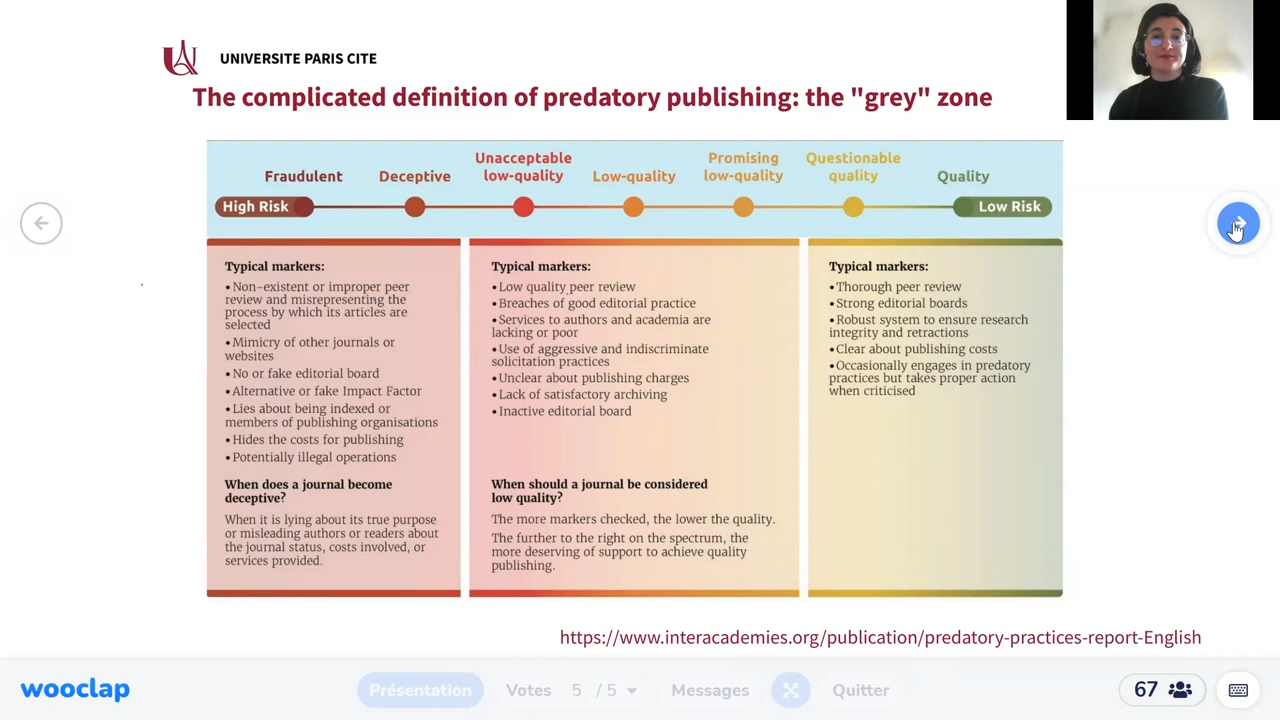 UNIVERSITE PARIS CITE
The complicated definition of predatory publishing: the "grey" zone
Fraudulent
Deceptive
Unacceptable
low-quality
Low-quality
Promising
low-quality
Questionable
quality
Quality
High Risk
Low Risk
Typical markers:
•Non-existent or improper peer
review and misrepresenting the
process by which its articles are
selected
•Mimicry of other journals or
websites
•No or fake editorial board
•Alternative or fake Impact Factor
•Lies about being indexed or
members of publishing organisations
•Hides the costs for publishing
•Potentially illegal operations
When does a journal become
deceptive?
When it is lying about its true purpose
or misleading authors or readers about
the journal status, costs involved, or
services provided.
Typical markers:
•Low quality peer review
•Breaches of good editorial practice
•Services to authors and academia are
lacking or poor
•Use of aggressive and indiscriminate
solicitation practices
•Unclear about publishing charges
•Lack of satisfactory archiving
•Inactive editorial board
When should a journal be considered
low quality?
The more markers checked, the lower the quality.
The further to the right on the spectrum, the
more deserving of support to achieve quality
publishing.
Typical markers:
•Thorough peer review
•Strong editorial boards
•Robust system to ensure research
integrity and retractions
•Clear about publishing costs
•Occasionally engages in predatory
practices but takes proper action
when criticised
https://www.interacademies.org/publication/predatory-practices-report-English
wooclap
Présentation
Votes 5 / 5
Messages
Quitter
67